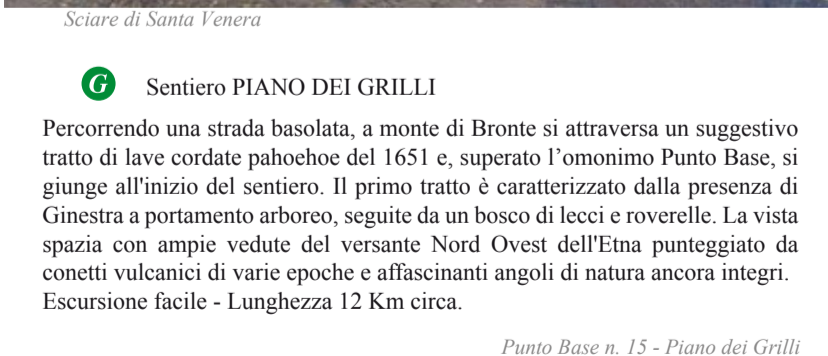 Sciare di Santa Venera
G Sentiero PIANO DEI GRILLI
Percorrendo una strada basolata, a monte di Bronte si attraversa un suggestivo
tratto di lave cordate pahoehoe del 1651 e, superato l’omonimo Punto Base, si
giunge all'inizio del sentiero. Il primo tratto è caratterizzato dalla presenza di
Ginestra a portamento arboreo, seguite da un bosco di lecci e roverelle. La vista
spazia con ampie vedute del versante Nord Ovest dell'Etna punteggiato da
conetti vulcanici di varie epoche e affascinanti angoli di natura ancora integri.
Escursione facile - Lunghezza 12 Km circa.
Punto Base n. 15 - Piano dei Grilli